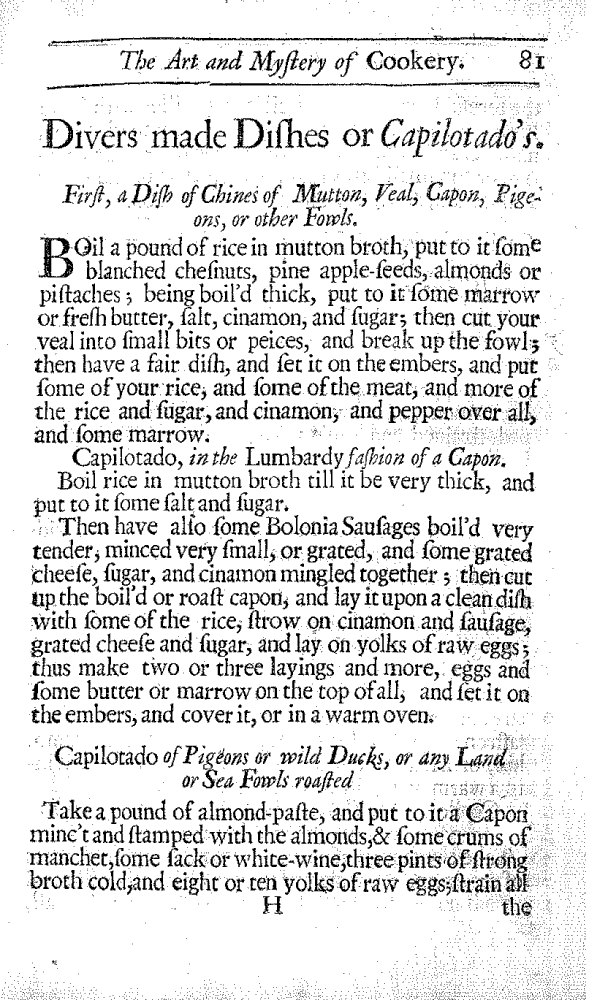 The Art and Myſtery of Cookery. 81
Divers made Diſhes or Capilotado's.
Firſt, a Diſh of Chines of Mutton, Veal, Capon, Pige-
ons, or other Fowls.
BOil a pound of rice in mutton broth, put to it ſome
blanched cheſnuts, pine apple-ſeeds, almonds or
piſtaches; being boil'd thick, put to it ſome marrow
or freſh butter, ſalt, cinamon, and ſugar; then cut your
veal into ſmall bits or peices, and break up the fowl;
then have a fair diſh, and ſet it on the embers, and put
ſome of your rice, and ſome of the meat, and more of
the rice and ſugar, and cinamon, and pepper over all,
and ſome marrow.
Capilotado, in the Lumbardy faſhion of a Capon.
Boil rice in mutton broth till it be very thick, and
put to it ſome ſalt and ſugar.
Then have alſo ſome Bolonia Sauſages boil'd very
tender, minced very ſmall, or grated, and ſome grated
cheeſe, ſugar, and cinamon mingled together; then cut
up the boil'd or roaſt capon, and lay it upon a clean diſh
with ſome of the rice, ſtrow on cinamon and ſauſage,
grated cheeſe and ſugar, and lay on yolks of raw eggs;
thus make two or three layings and more, eggs and
ſome butter or marrow on the top of all, and ſet it on
the embers, and cover it, or in a warm oven.
Capilotado of Pigeons or wild Ducks, or any Land
or Sea Fowls roaſted
Take a pound of almond-paſte, and put to it a Capon
minc't and ſtamped with the almonds, & ſome crums of
manchet, ſome ſack or white-wine, three pints of ſtrong
broth cold, and eight or ten yolks of raw eggs; ſtrain all
H the